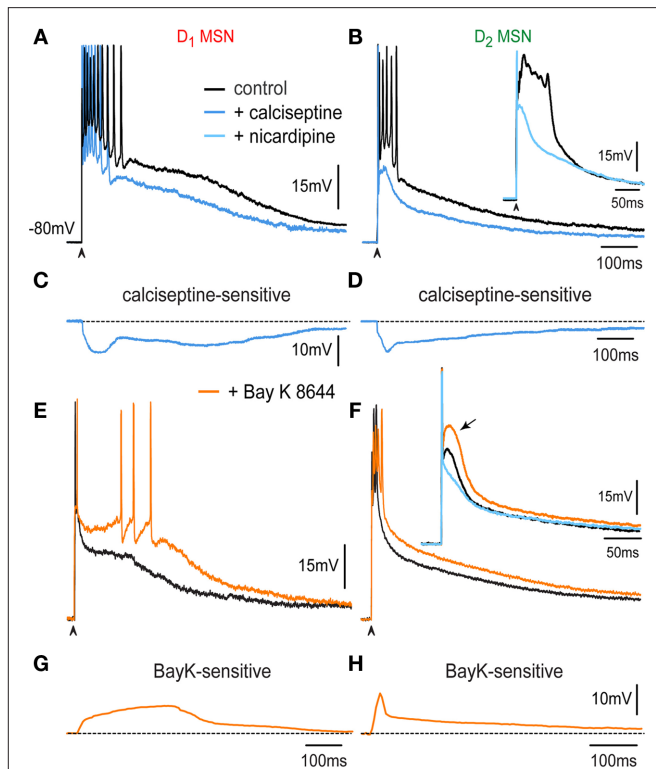 A
D1 MSN
B
D2 MSN
control
+ calciseptine
+ nicardipine
15mV
15mV
50ms
-80mV
100ms
C
calciseptine-sensitive
D
calciseptine-sensitive
10mV
100ms
+ Bay K 8644
E
F
15mV
50ms
15mV
G
BayK-sensitive
H
BayK-sensitive
10mV
100ms
100ms